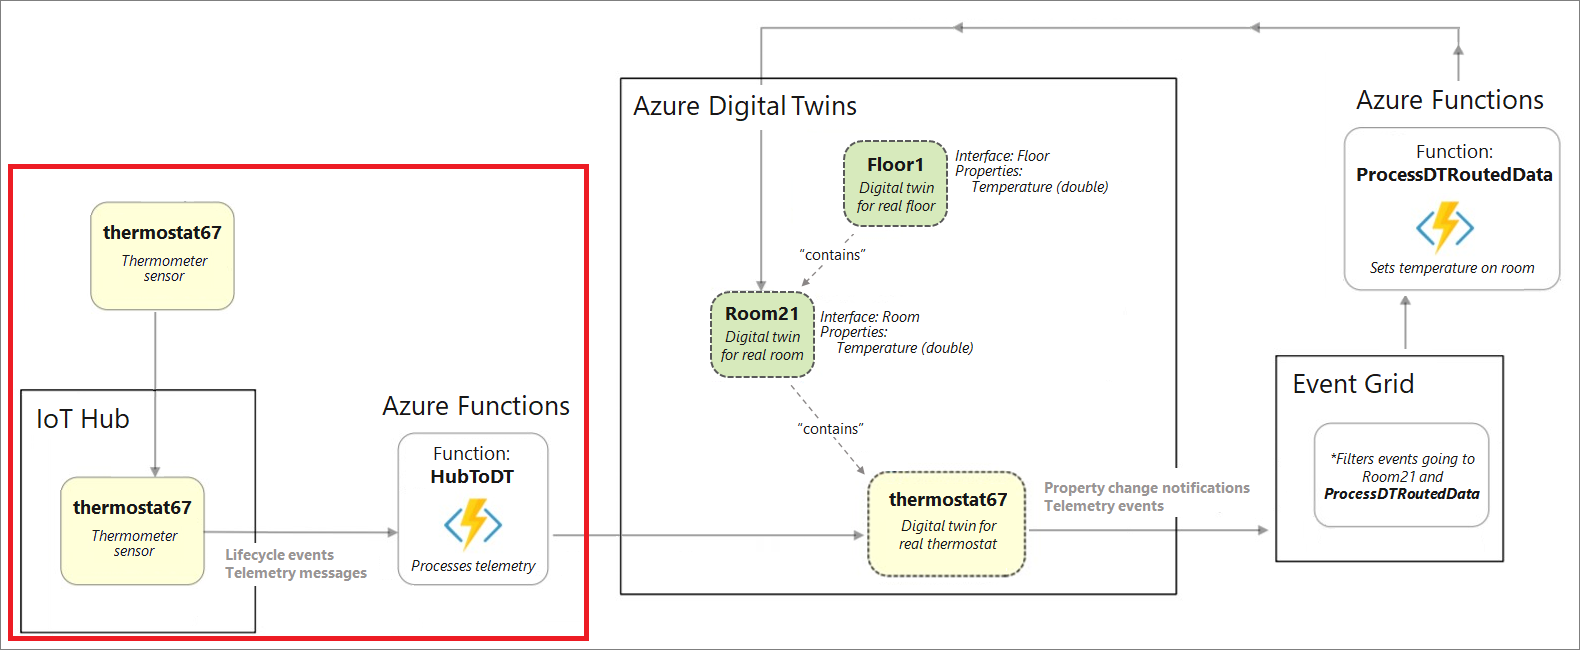 thermostat67
Thermometer
sensor
IoT Hub
thermostat67
Thermometer
sensor
Lifecycle events
Telemetry messages
Azure Functions
Function:
HubToDT
Processes telemetry
Azure Digital Twins
Floor1
Digital twin
for real floor
Interface: Floor
Properties:
Temperature (double)
“contains”
Room21
Digital twin
for real room
Interface: Room
Properties:
Temperature (double)
“contains”
thermostat67
Digital twin for
real thermostat
Property change notifications
Telemetry events
Event Grid
*Filters events going to
Room21 and
ProcessDTRoutedData
Azure Functions
Function:
ProcessDTRoutedData
Sets temperature on room